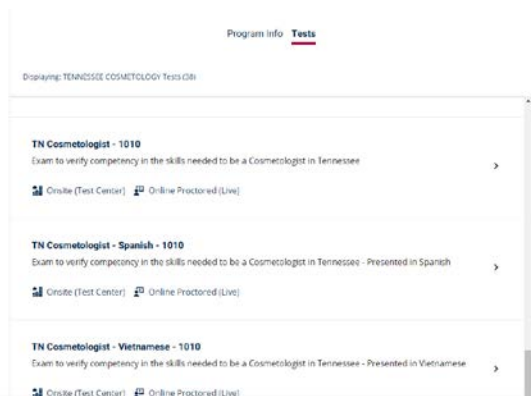 Program Info Tests
Displaying: TENNESSEE COSMETOLOGY Tests (38)
TN Cosmetologist - 1010
Exam to verify competency in the skills needed to be a Cosmetologist in Tennessee
Onsite (Test Center) Online Proctored (Live)
TN Cosmetologist - Spanish - 1010
Exam to verify competency in the skills needed to be a Cosmetologist in Tennessee - Presented in Spanish
Onsite (Test Center) Online Proctored (Live)
TN Cosmetologist - Vietnamese - 1010
Exam to verify competency in the skills needed to be a Cosmetologist in Tennessee - Presented in Vietnamese
Onsite (Test Center) Online Proctored (Live)